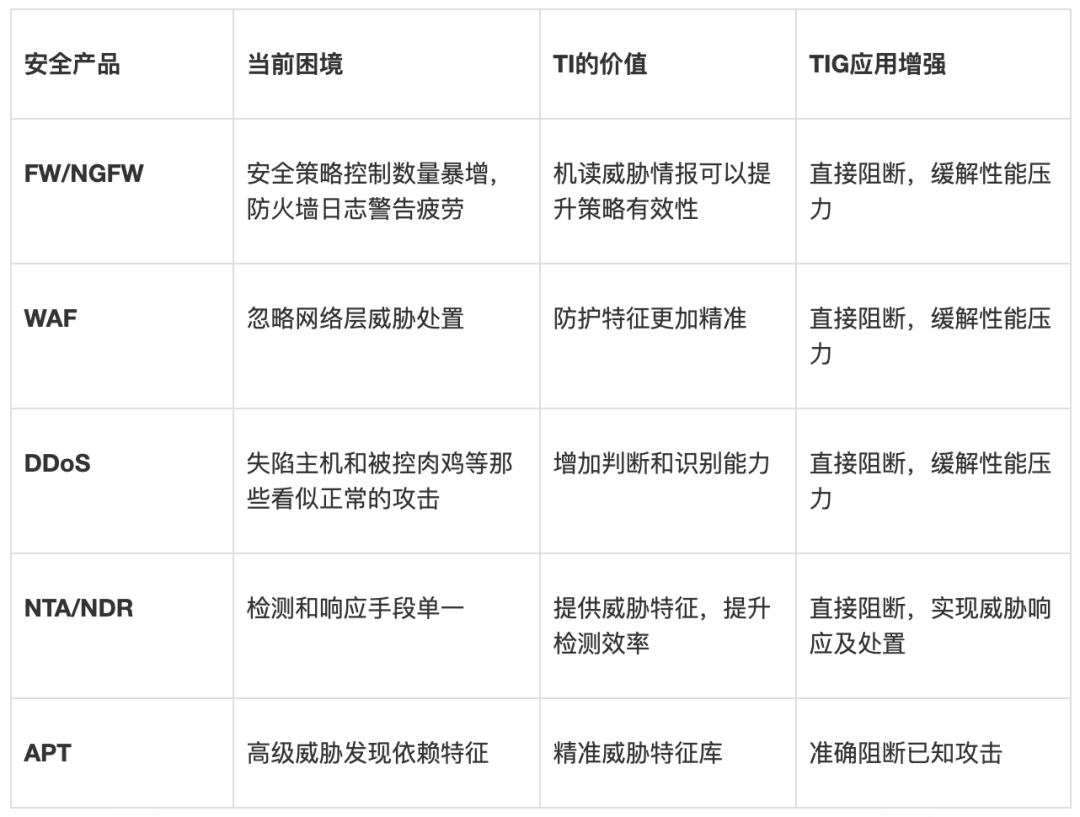 安全产品
当前困境
TI的价值
TIG应用增强
FW/NGFW
安全策略控制数量暴增，
防火墙日志警告疲劳
机读威胁情报可以提
升策略有效性
直接阻断，缓解性能压
力
WAF
忽略网络层威胁处置
防护特征更加精准
直接阻断，缓解性能压
力
DDoS
失陷主机和被控肉鸡等那
些看似正常的攻击
增加判断和识别能力
直接阻断，缓解性能压
力
NTA/NDR
检测和响应手段单一
提供威胁特征，提升
检测效率
直接阻断，实现威胁响
应及处置
APT
高级威胁发现依赖特征
精准威胁特征库
准确阻断已知攻击